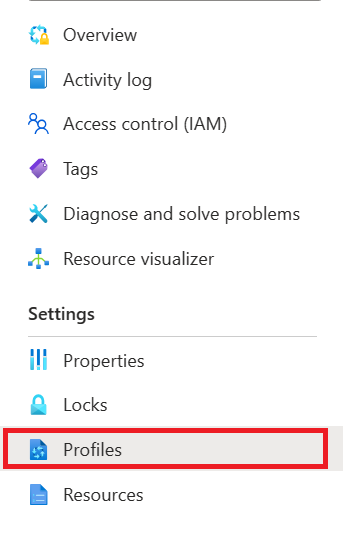 Overview
Activity log
Access control (IAM)
Tags
Diagnose and solve problems
Resource visualizer
Settings
Properties
Locks
Profiles
Resources